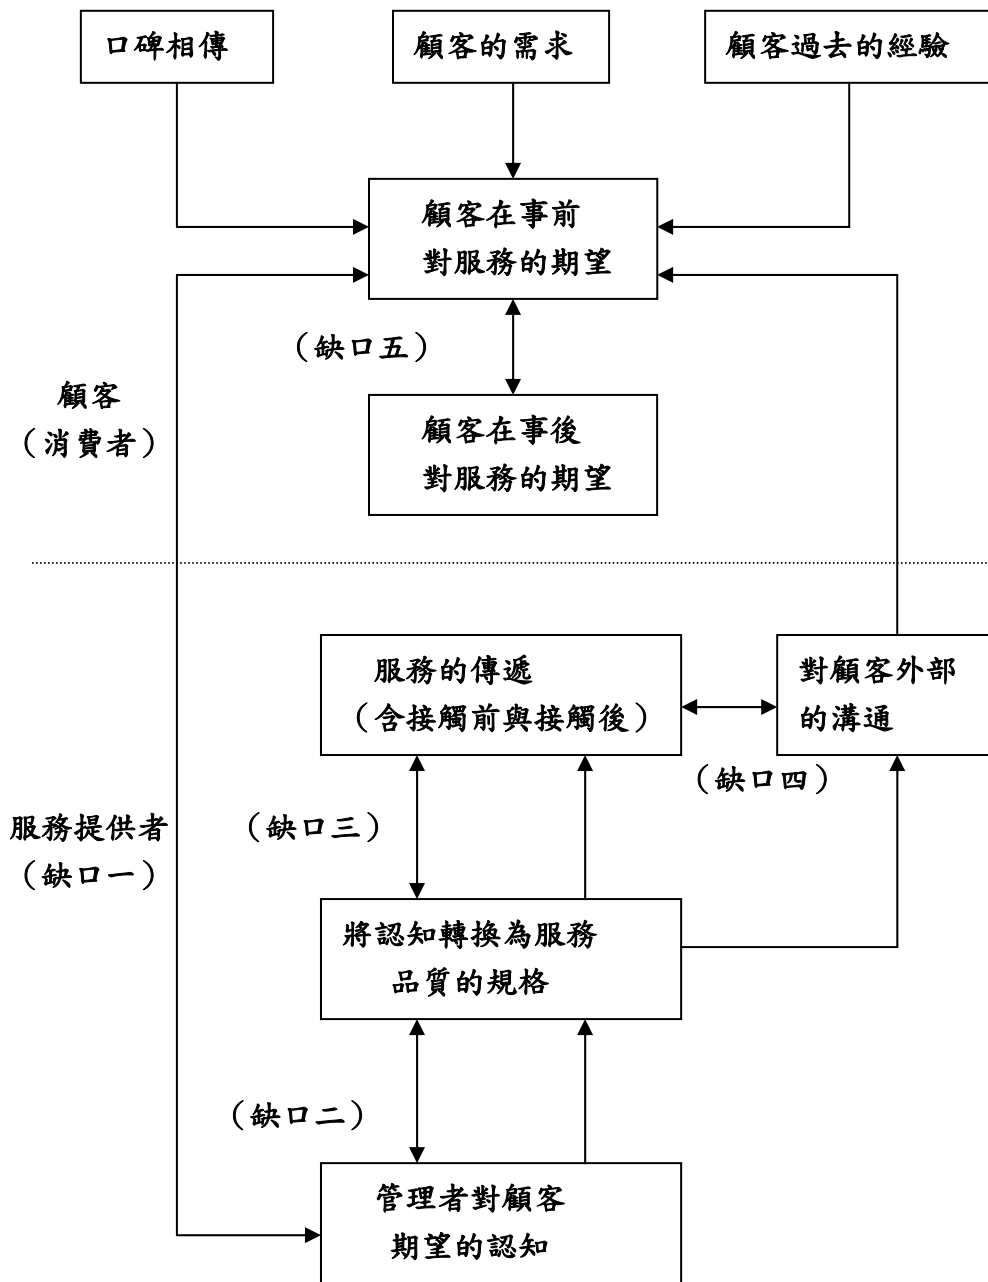 口碑相傳
顧客的需求
顧客過去的經驗
顧客在事前
對服務的期望
（缺口五）
顧客
（消費者）
顧客在事後
對服務的期望
服務的傳遞
（含接觸前與接觸後）
對顧客外部
的溝通
（缺口四）
服務提供者
（缺口一）
（缺口三）
將認知轉換為服務
品質的規格
（缺口二）
管理者對顧客
期望的認知